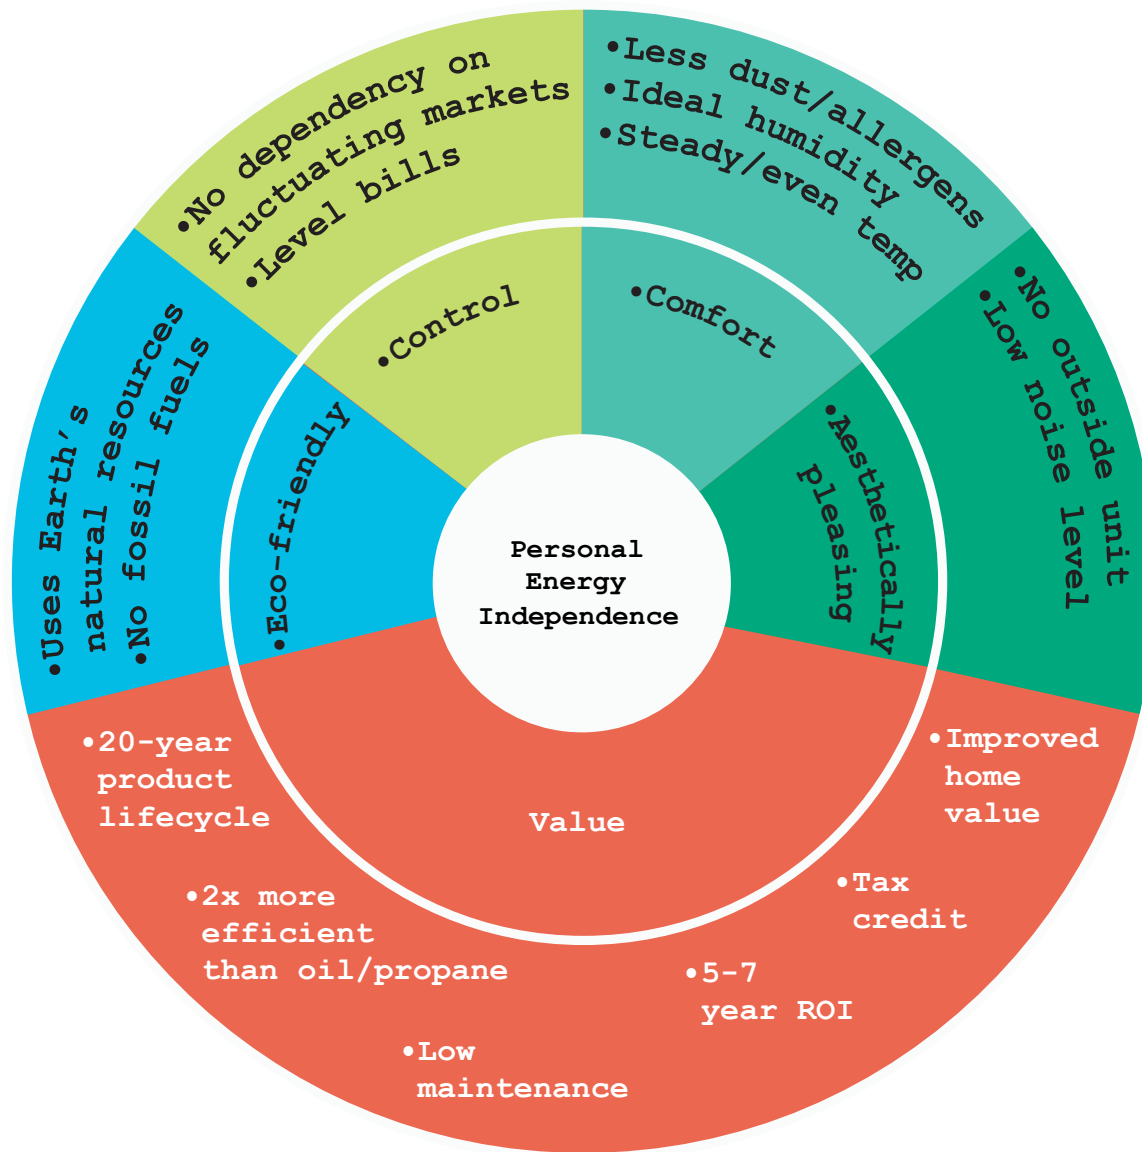 •No dependency on
fluctuating markets
•Level bills
•Less dust/allergens
•Ideal humidity
•Steady/even temp
•No outside unit
•Low noise level
•Uses Earth's
natural resources
•No fossil fuels
•Control
•Comfort
•Eco-friendly
•Aesthetically
pleasing
Personal
Energy
Independence
Value
•20-year
product
lifecycle
•2x more
efficient
than oil/propane
•Low
maintenance
•5-7
year ROI
•Tax
credit
•Improved
home
value